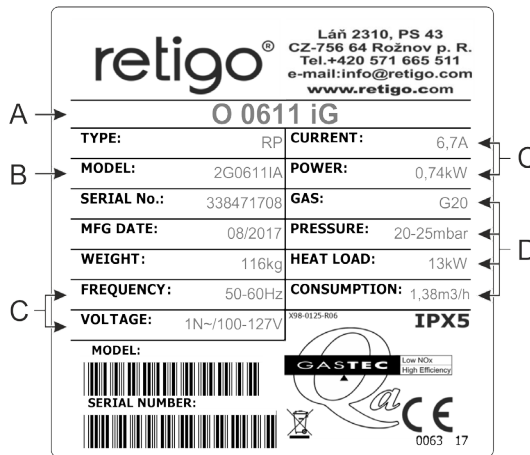 retigo®
Láň 2310, PS 43
CZ-756 64 Rožnov p. R.
Tel.+420 571 665 511
e-mail:info@retigo.com
www.retigo.com
A
O 0611 iG
TYPE: RP
CURRENT: 6,7A
C
B
MODEL: 2G0611IA
POWER: 0,74kW
SERIAL No.: 338471708
GAS: G20
MFG DATE: 08/2017
PRESSURE: 20-25mbar
D
WEIGHT: 116kg
HEAT LOAD: 13kW
C
FREQUENCY: 50-60Hz
CONSUMPTION: 1,38m3/h
VOLTAGE: 1N~/100-127V
X98-0125-R06
IPX5
MODEL:
GASTEC
Low NOx
High Efficiency
Qa
SERIAL NUMBER:
CE
0063 17